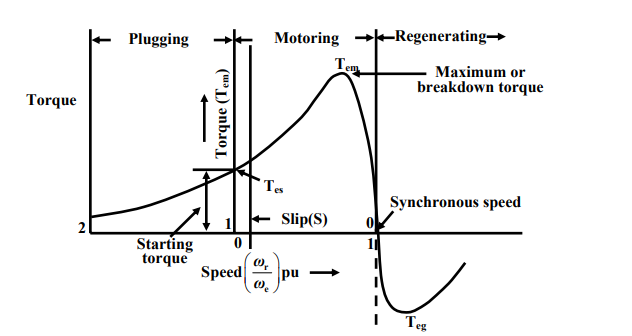 Plugging
Motoring
Regenerating
Torque
Torque (Tem)
Tem
Maximum or
breakdown torque
Tes
Synchronous speed
2
1
Slip(S)
0
Starting
torque
0
1
Speed(ωr/ωe)pu
Teg